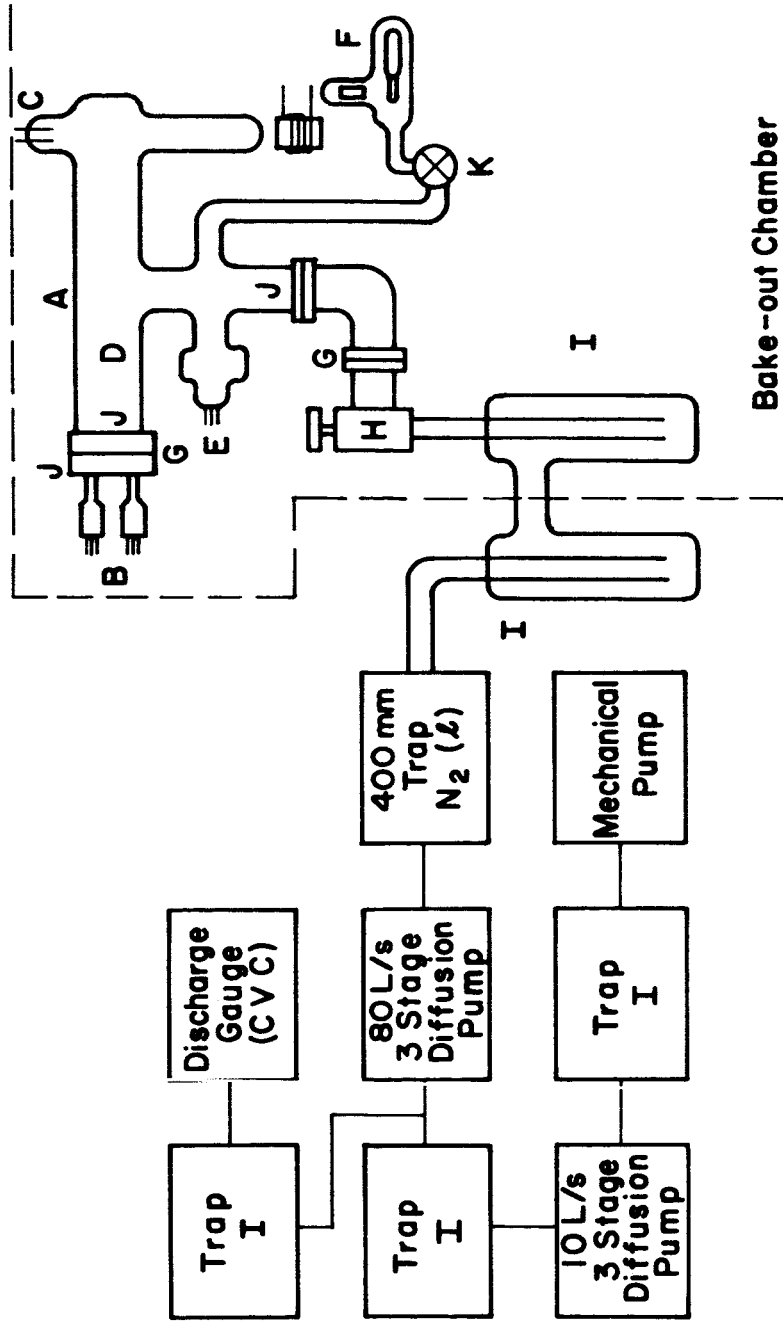 Discharge
Gauge
(CVC)
Trap
I
80 L/s
3 Stage
Diffusion
Pump
400 mm
Trap
N₂ (ℓ)
Trap
I
10 L/s
3 Stage
Diffusion
Pump
Trap
I
Mechanical
Pump
I
I
B
J
J
G
D
A
C
E
H
G
J
K
F
Bake-out Chamber